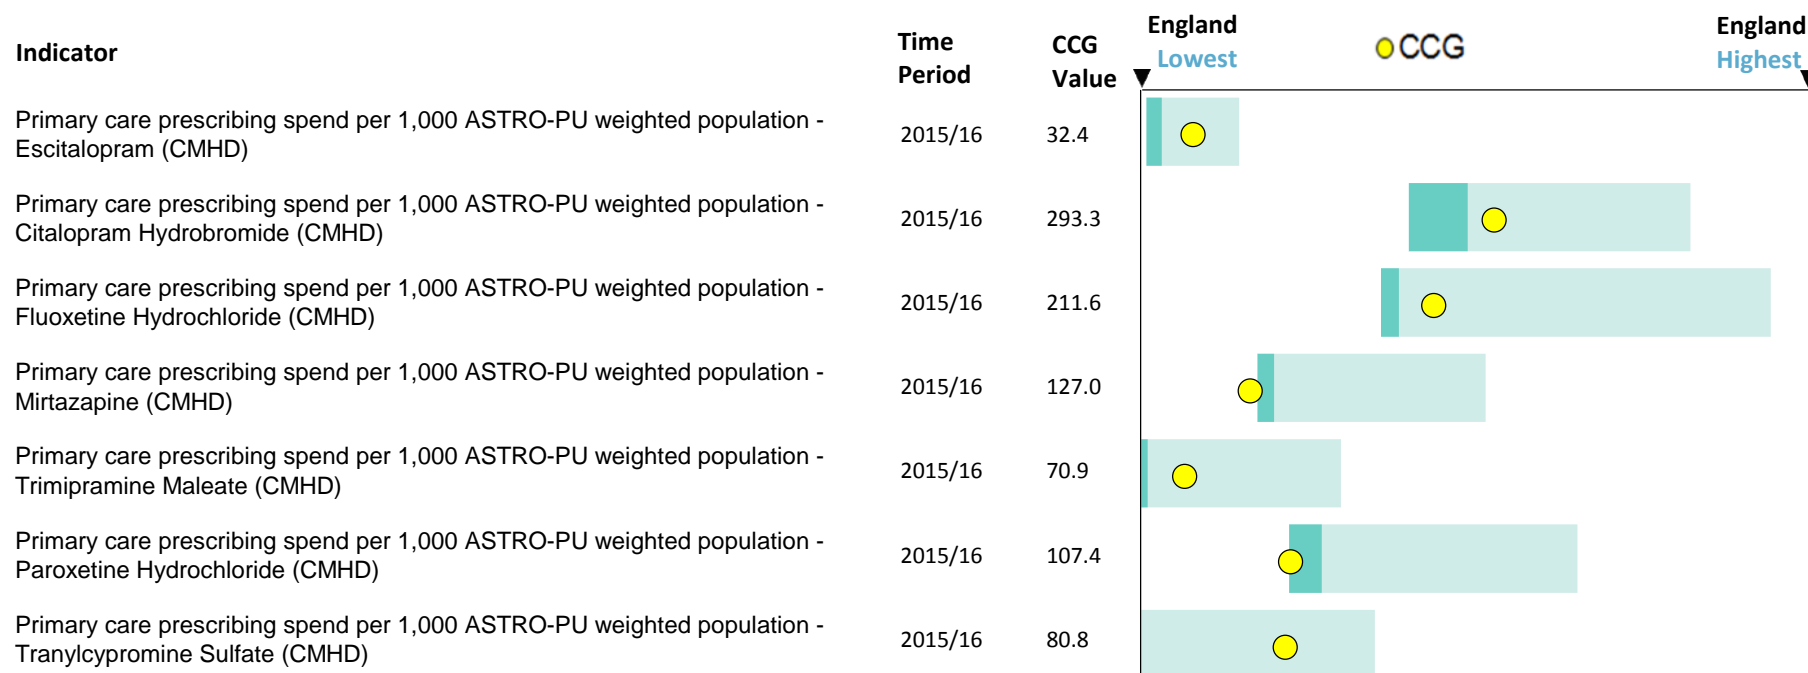 Indicator
Time
Period
CCG
Value
England
Lowest
CCG
England
Highest
Primary care prescribing spend per 1,000 ASTRO-PU weighted population -
Escitalopram (CMHD)
2015/16
32.4
Primary care prescribing spend per 1,000 ASTRO-PU weighted population -
Citalopram Hydrobromide (CMHD)
2015/16
293.3
Primary care prescribing spend per 1,000 ASTRO-PU weighted population -
Fluoxetine Hydrochloride (CMHD)
2015/16
211.6
Primary care prescribing spend per 1,000 ASTRO-PU weighted population -
Mirtazapine (CMHD)
2015/16
127.0
Primary care prescribing spend per 1,000 ASTRO-PU weighted population -
Trimipramine Maleate (CMHD)
2015/16
70.9
Primary care prescribing spend per 1,000 ASTRO-PU weighted population -
Paroxetine Hydrochloride (CMHD)
2015/16
107.4
Primary care prescribing spend per 1,000 ASTRO-PU weighted population -
Tranylcypromine Sulfate (CMHD)
2015/16
80.8